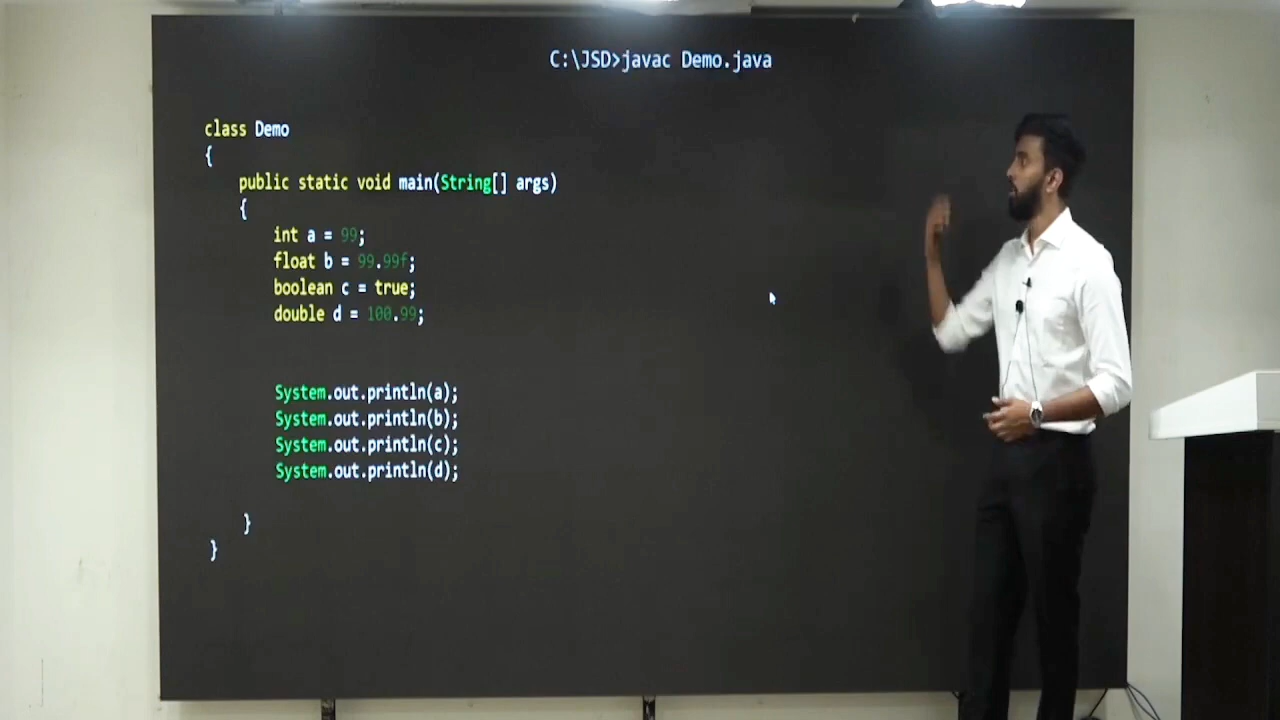 C:\JSD>javac Demo.java
class Demo
{
public static void main(String[] args)
{
int a = 99;
float b = 99.99f;
boolean c = true;
double d = 100.99;
System.out.println(a);
System.out.println(b);
System.out.println(c);
System.out.println(d);
}
}